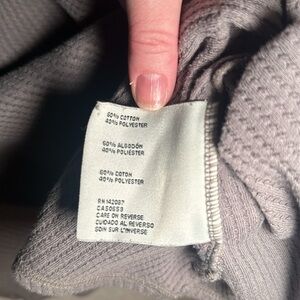 60% COTTON
40% POLYESTER
60% ALGODÓN
40% POLIÉSTER
60% COTON
40% POLYESTER
RN 142087
CA50659
CARE ON REVERSE
CUIDADO AL REVERSO
SOIN SUR L'INVERSE